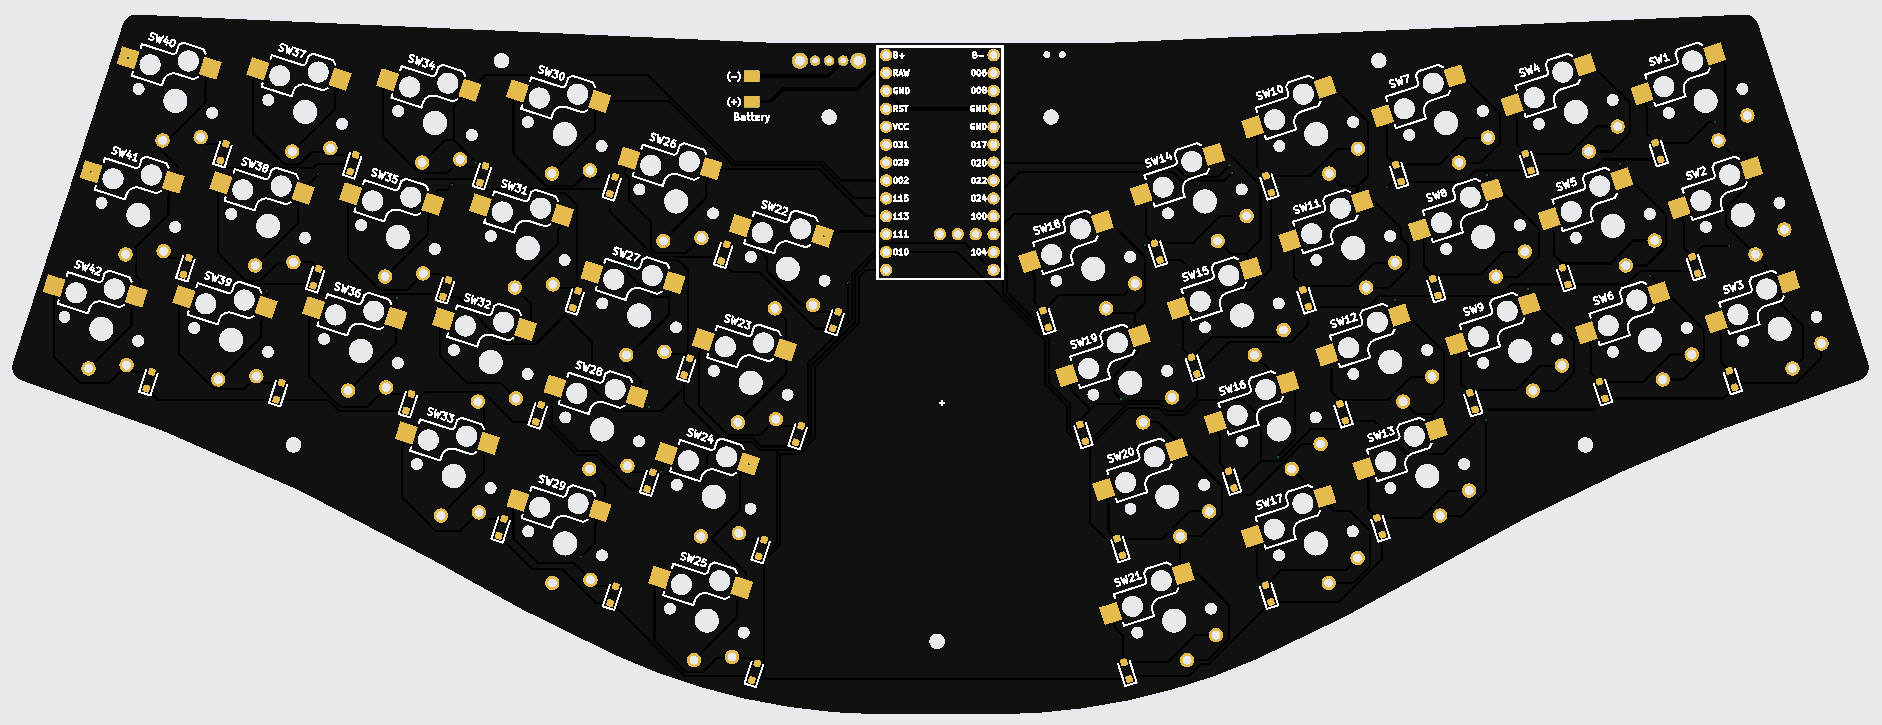 SW40
SW37
SW34
SW30
SW26
SW22
SW41
SW38
SW35
SW31
SW27
SW23
SW42
SW39
SW36
SW32
SW28
SW24
SW33
SW29
SW25
(-)
(+)
Battery
B+ B-
RAW 006
GND 008
RST GND
VCC GND
031 017
029 020
002 022
115 024
113 100
111
010 104
SW1
SW4
SW7
SW10
SW14
SW18
SW2
SW5
SW8
SW11
SW15
SW19
SW3
SW6
SW9
SW12
SW16
SW20
SW13
SW17
SW21